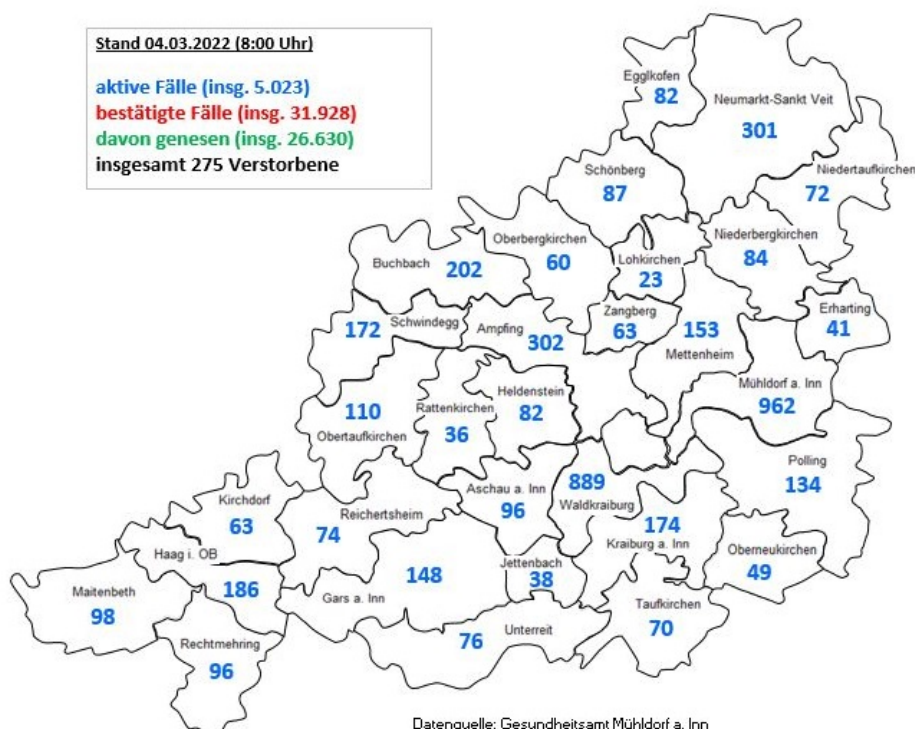 Stand 04.03.2022 (8:00 Uhr)
aktive Fälle (insg. 5.023)
bestätigte Fälle (insg. 31.928)
davon genesen (insg. 26.630)
insgesamt 275 Verstorbene
Egglkofen
82
Neumarkt-Sankt Veit
301
Schönberg
87
Niedertaufkirchen
72
Oberbergkirchen
60
Lohkirchen
23
Niederbergkirchen
84
Buchbach 202
172 Schwindegg
Ampfing 302
Zangberg
63
153
Mettenheim
Erharting
41
Mühldorf a. Inn
962
110
Obertaufkirchen
Rattenkirchen
36
Heldenstein
82
Polling
134
Kirchdorf
63
Reichertsheim
74
Aschau a. Inn
96
889
Waldkraiburg
174
Kraiburg a. Inn
Oberneukirchen
49
Haag i. OB
186
Maitenbeth
98
Gars a. Inn 148
Jettenbach
38
Taufkirchen
70
Rechtmehring
96
76 Unterreit
Datenquelle: Gesundheitsamt Mühldorf a. Inn